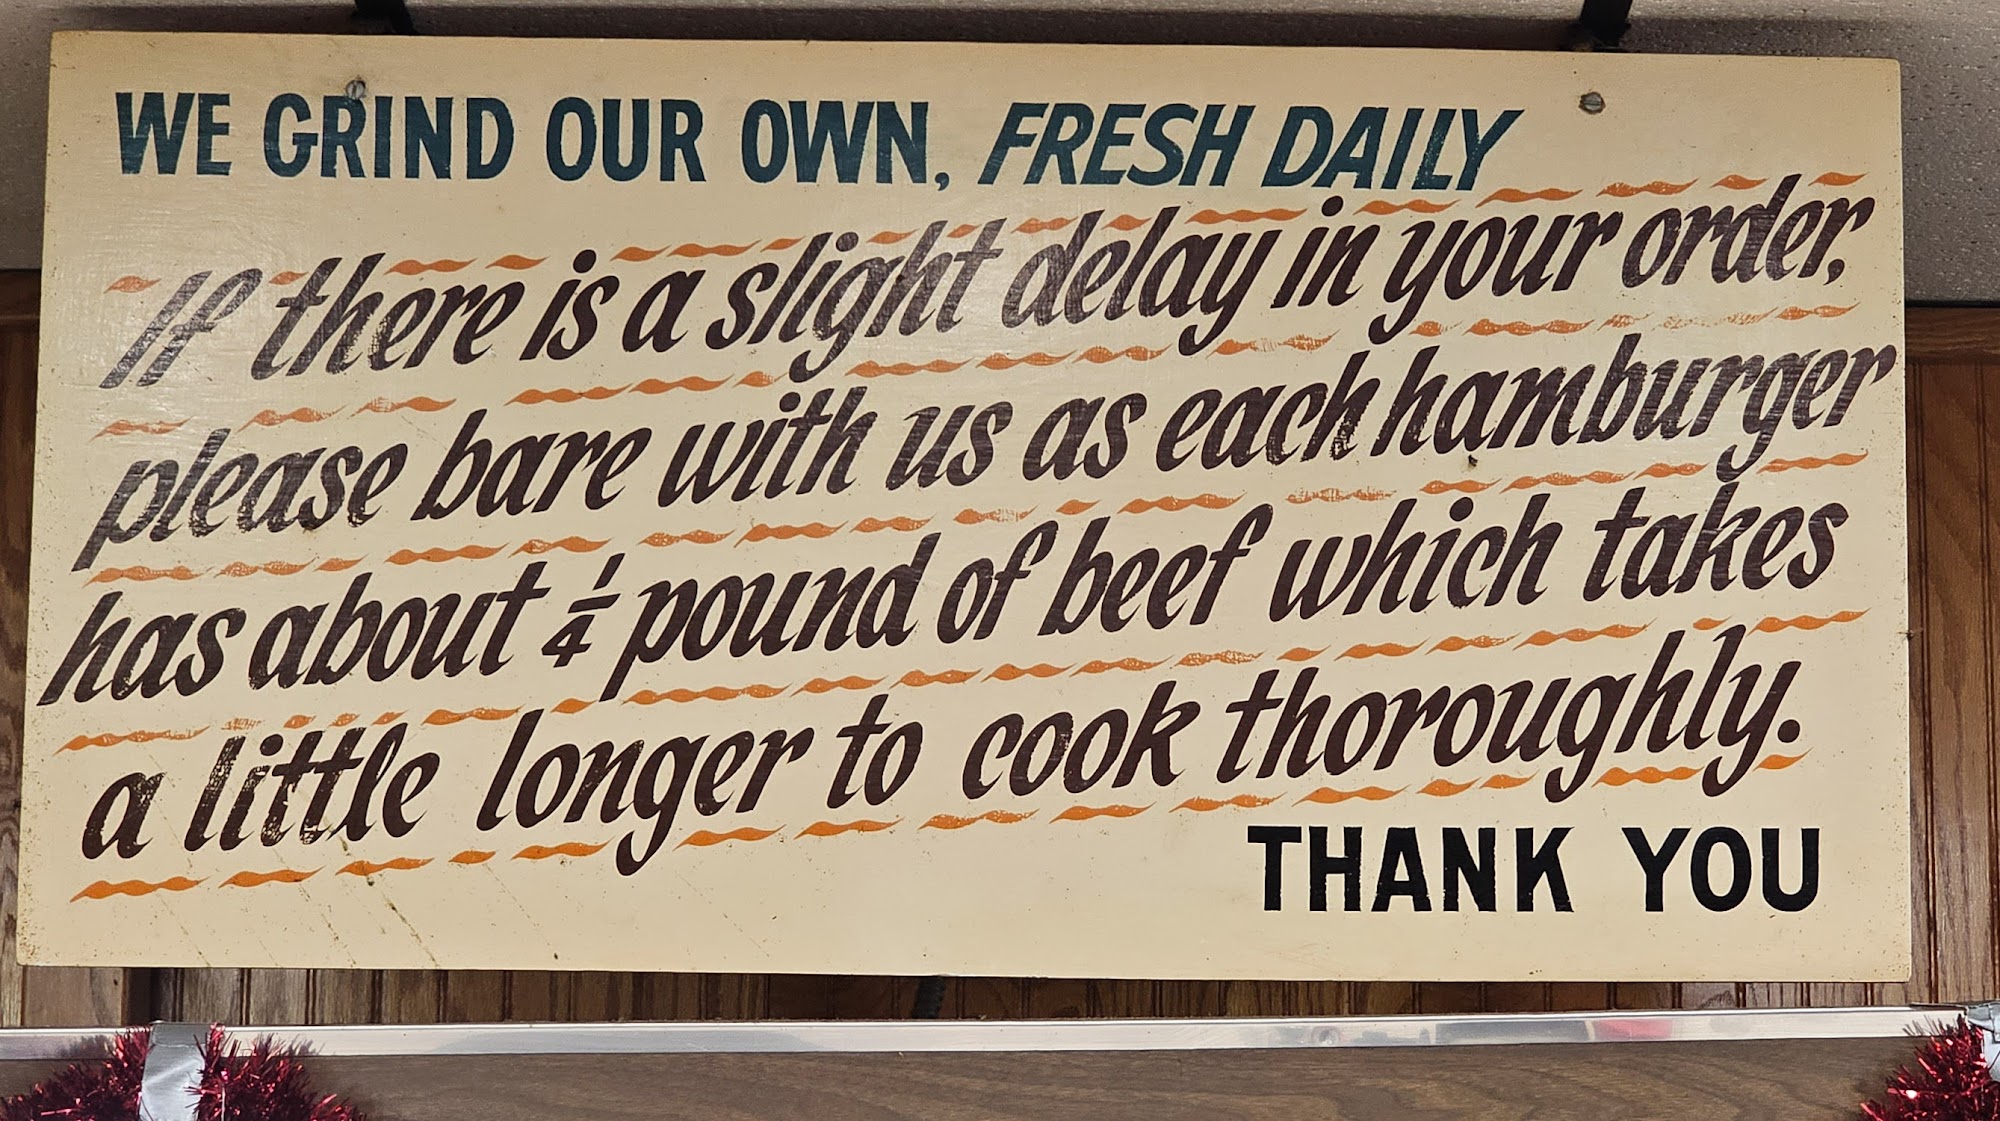 WE GRIND OUR OWN, FRESH DAILY
If there is a slight delay in your order,
please bare with us as each hamburger
has about 1/4 pound of beef which takes
a little longer to cook thoroughly.
THANK YOU